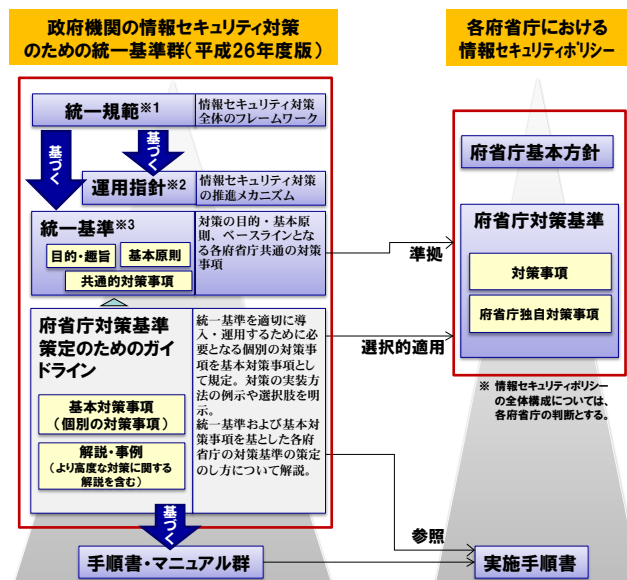 政府機関の情報セキュリティ対策
のための統一基準群(平成26年度版)
各府省庁における
情報セキュリティポリシー
統一規範※1
情報セキュリティ対策
全体のフレームワーク
基づく
基づく
運用指針※2
情報セキュリティ対策
の推進メカニズム
統一基準※3
目的・趣旨
基本原則
共通的対策事項
対策の目的・基本原
則、ベースラインとな
る各府省庁共通の対策
事項
府省庁対策基準
策定のためのガイ
ドライン
基本対策事項
(個別の対策事項)
解説・事例
(より高度な対策に関する
解説を含む)
統一基準を適切に導
入・運用するために必
要となる個別の対策事
項を基本対策事項とし
て規定。対策の実装方
法の例示や選択肢を明
示。
統一基準および基本対
策事項を基とした各府
省庁の対策基準の策定
のし方について解説。
基づく
手順書・マニュアル群
準拠
選択的適用
参照
府省庁基本方針
府省庁対策基準
対策事項
府省庁独自対策事項
※ 情報セキュリティポリシー
の全体構成については、
各府省庁の判断とする。
実施手順書